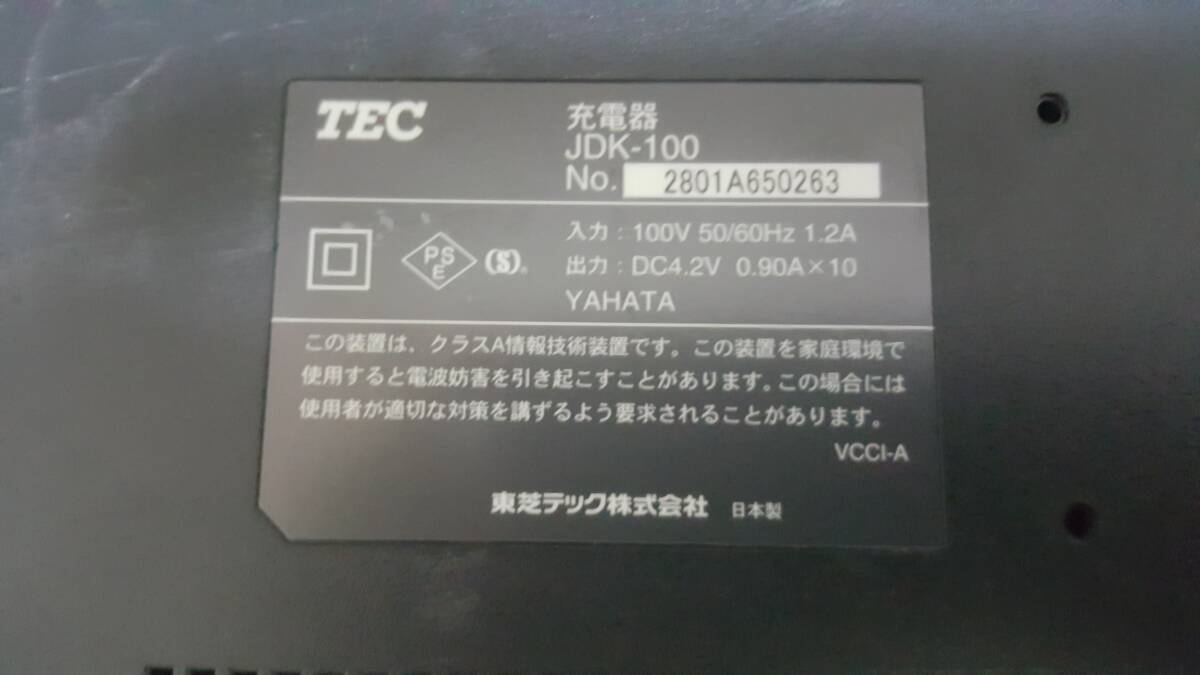 TEC
充電器
JDK-100
No. 2801A650263
PSE
(S)®
入力 : 100V 50/60Hz 1.2A
出力 : DC4.2V 0.90A×10
YAHATA
この装置は、クラスA情報技術装置です。この装置を家庭環境で
使用すると電波妨害を引き起こすことがあります。この場合には
使用者が適切な対策を講ずるよう要求されることがあります。
VCCI-A
東芝テック株式会社 日本製